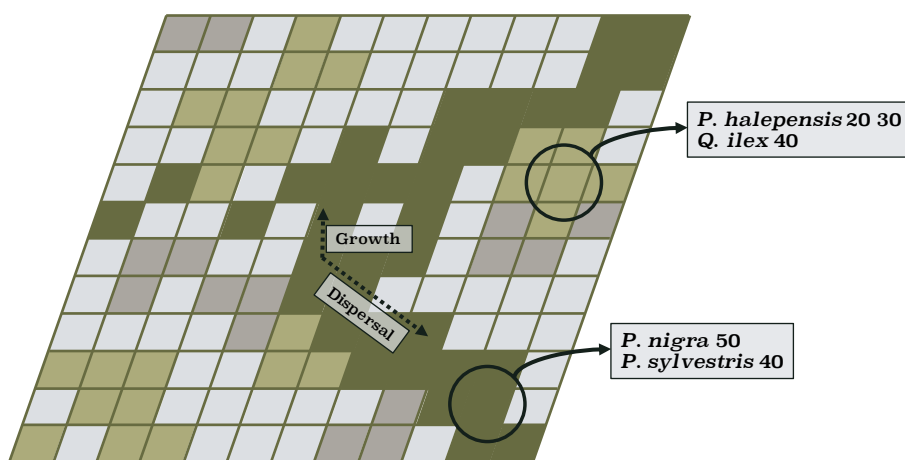 P. halepensis 20 30
Q. ilex 40
Growth
Dispersal
P. nigra 50
P. sylvestris 40